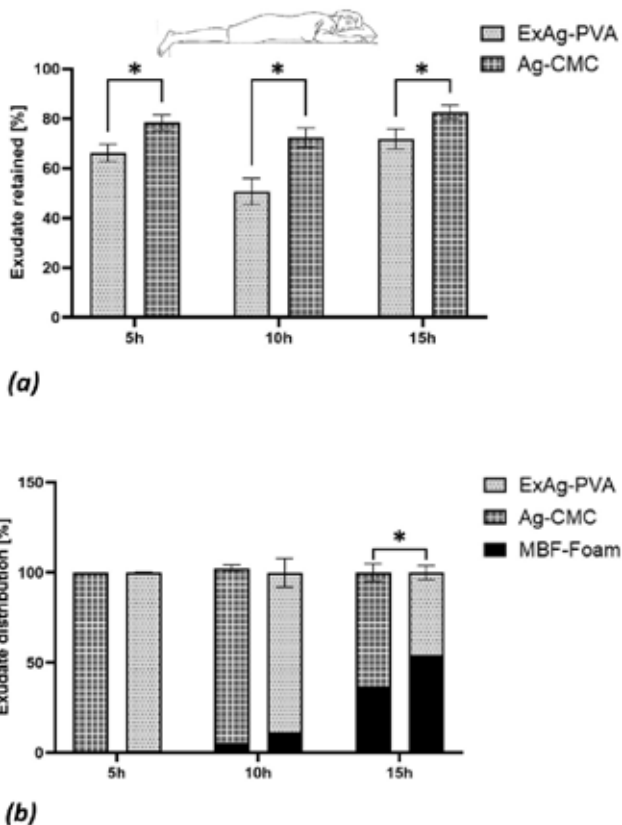 ExAg-PVA
Ag-CMC
Exudate retained [%]
100
80
60
40
20
0
*
*
*
5h
10h
15h
(a)
ExAg-PVA
Ag-CMC
MBF-Foam
Exudate distribution [%]
150
100
50
0
*
5h
10h
15h
(b)